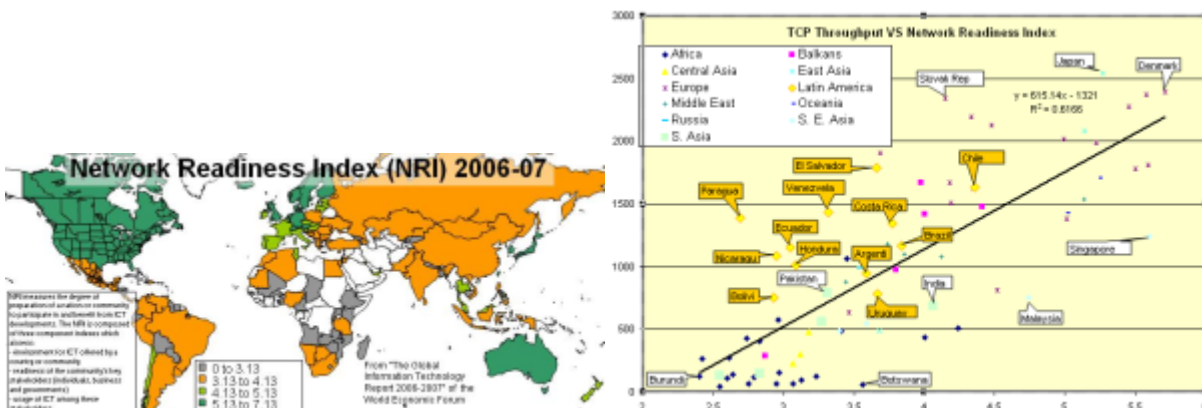 Network Readiness Index (NRI) 2006-07
NRI measures the degree of
preparation of a nation or community
to participate in and benefit from ICT
developments. The NRI is composed
of three component indexes which
assess:
- environment for ICT offered by a
country or community
- readiness of the community's key
stakeholders (individuals, business
and governments)
- usage of ICT among these
0 to 3.13
3.13 to 4.13
4.13 to 5.13
5.13 to 7.13
From "The Global
Information Technology
Report 2006-2007" of the
World Economic Forum
TCP Throughput VS Network Readiness Index
Africa
Balkans
Central Asia
East Asia
Europe
Latin America
Middle East
Oceania
Russia
S. E. Asia
S. Asia
y = 615.14x - 1321
R² = 0.6166
3000
2500
2000
1500
1000
500
0
2
2.5
3
3.5
4
4.5
5
5.5
Japan
Denmark
Slovak Rep
El Salvador
Chile
Paragua
Venezuela
Costa Rica
Ecuador
Hondura
Brazil
Nicaragu
Argenti
Singapore
Pakistan
India
Bolivi
Uruguay
Malaysia
Burundi
Botswana